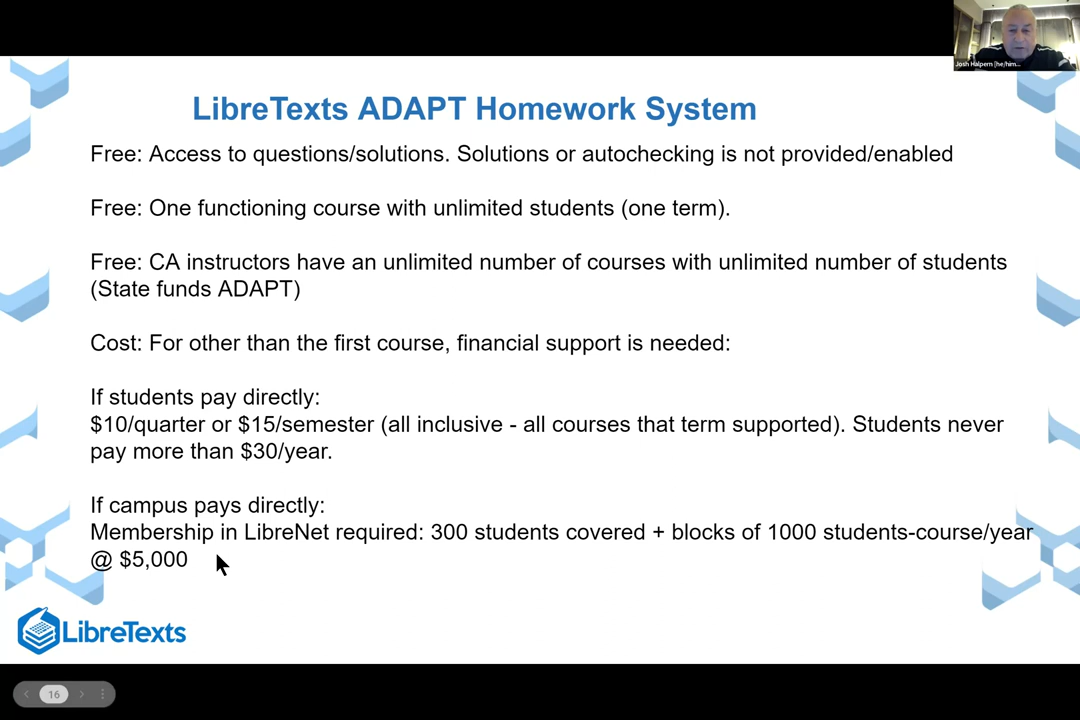 Josh Halpern [he/him...
LibreTexts ADAPT Homework System
Free: Access to questions/solutions. Solutions or autochecking is not provided/enabled
Free: One functioning course with unlimited students (one term).
Free: CA instructors have an unlimited number of courses with unlimited number of students
(State funds ADAPT)
Cost: For other than the first course, financial support is needed:
If students pay directly:
$10/quarter or $15/semester (all inclusive - all courses that term supported). Students never
pay more than $30/year.
If campus pays directly:
Membership in LibreNet required: 300 students covered + blocks of 1000 students-course/year
@ $5,000
LibreTexts
16